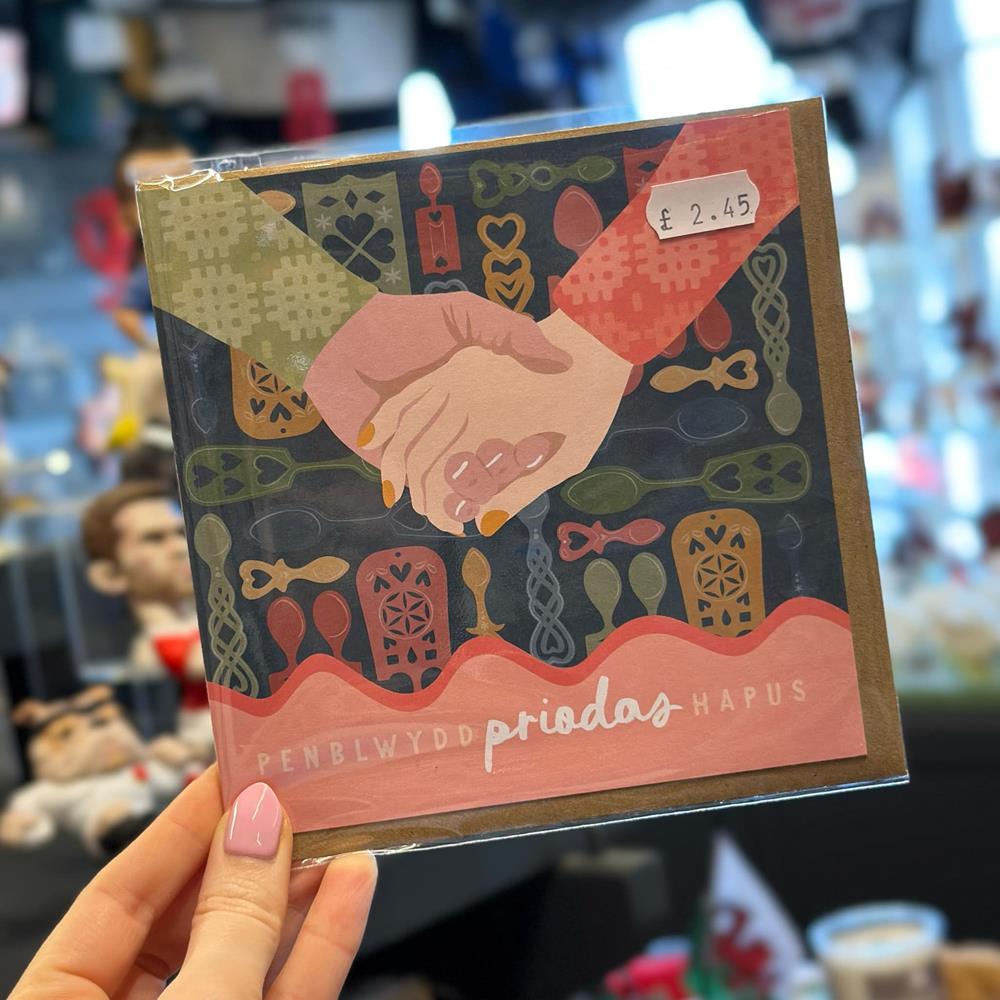 £ 2.45
PENBLWYDD priodas HAPUS